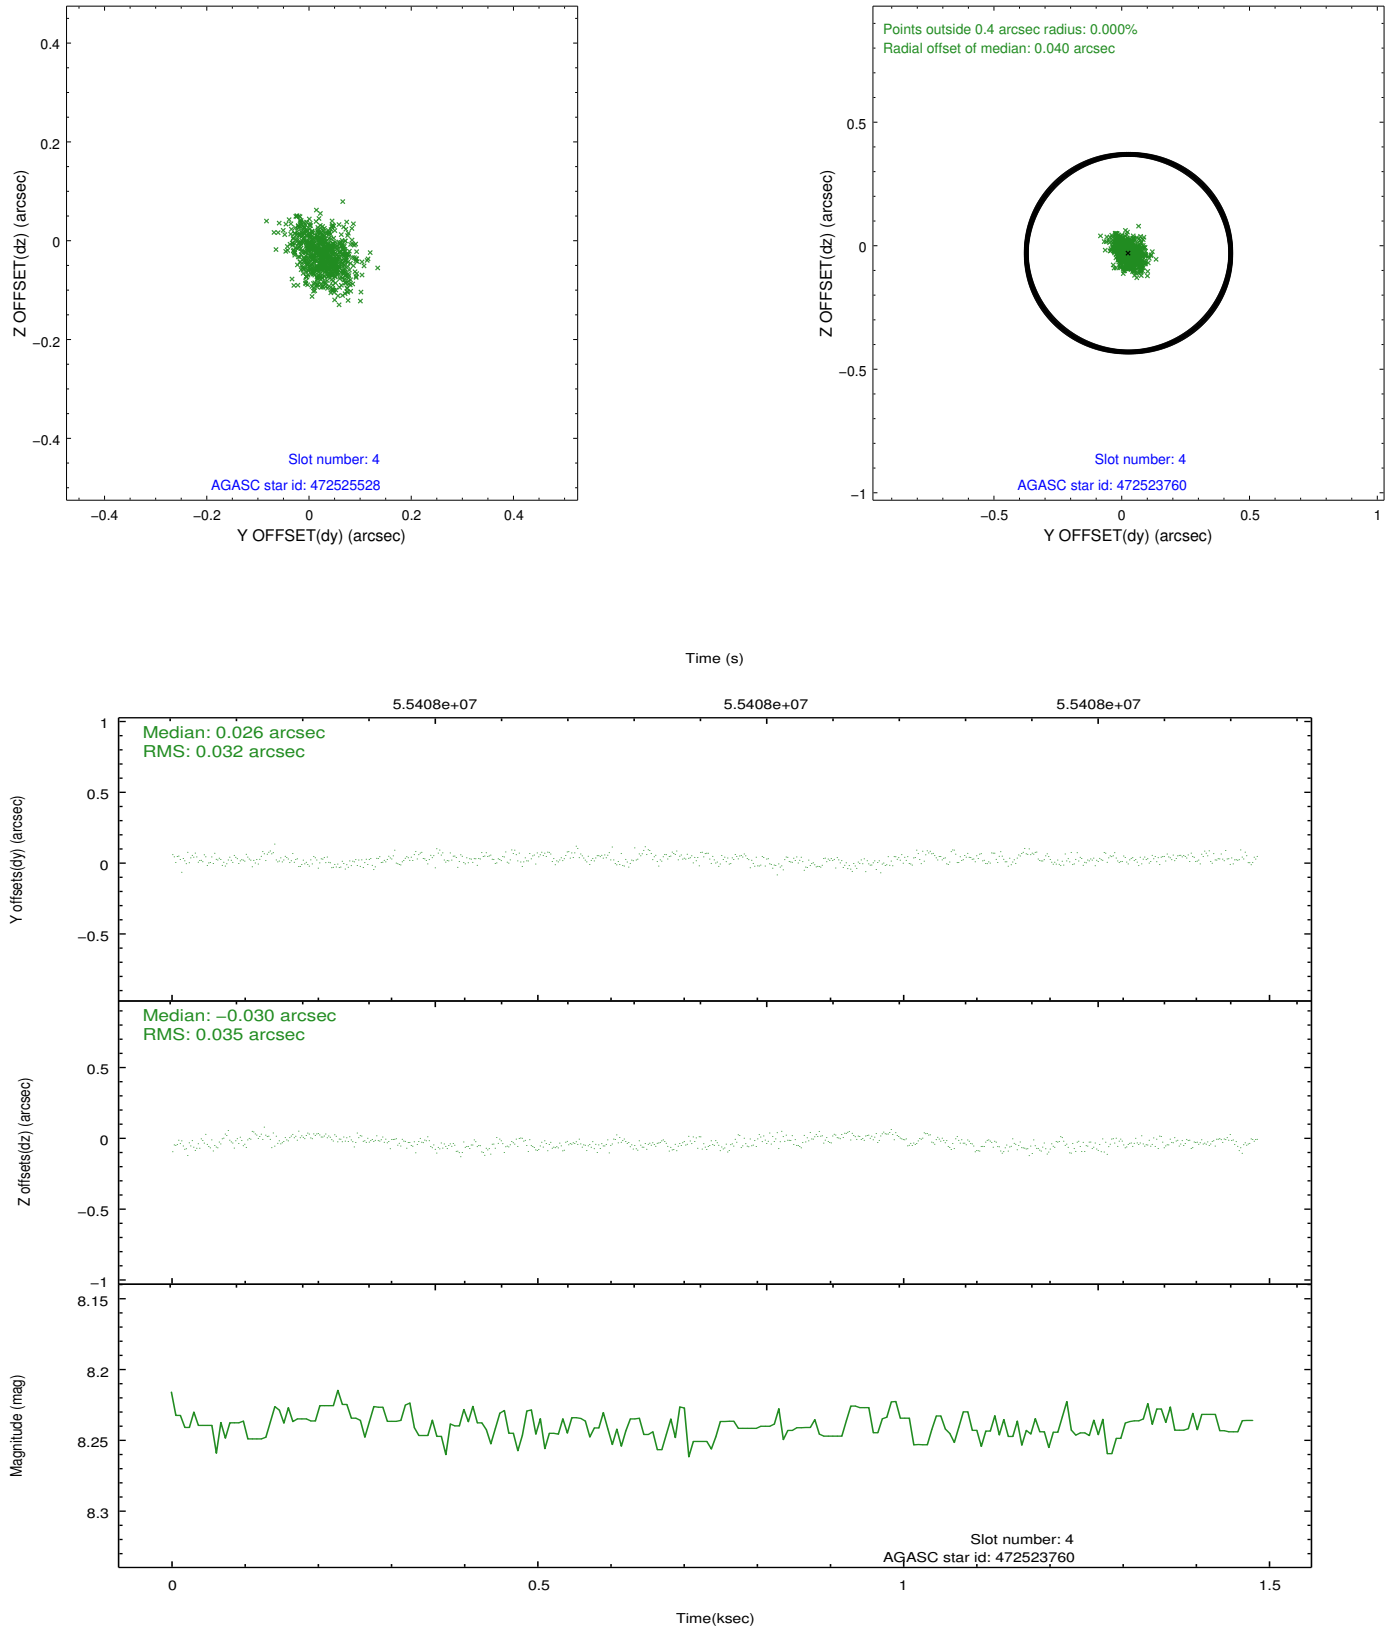 0.4
0.2
0
−0.2
−0.4
Z OFFSET(dz) (arcsec)
Slot number: 4
AGASC star id: 472525528
−0.4 −0.2 0 0.2 0.4
Y OFFSET(dy) (arcsec)
Points outside 0.4 arcsec radius: 0.000%
Radial offset of median: 0.040 arcsec
0.5
0
−0.5
−1
Z OFFSET(dz) (arcsec)
Slot number: 4
AGASC star id: 472523760
−0.5 0 0.5 1
Y OFFSET(dy) (arcsec)
Time (s)
5.5408e+07 5.5408e+07 5.5408e+07
Median: 0.026 arcsec
RMS: 0.032 arcsec
1
0.5
0
−0.5
Y offsets(dy) (arcsec)
Median: −0.030 arcsec
RMS: 0.035 arcsec
0.5
0
−0.5
−1
Z offsets(dz) (arcsec)
8.15
8.2
8.25
8.3
Magnitude (mag)
Slot number: 4
AGASC star id: 472523760
0 0.5 1 1.5
Time(ksec)